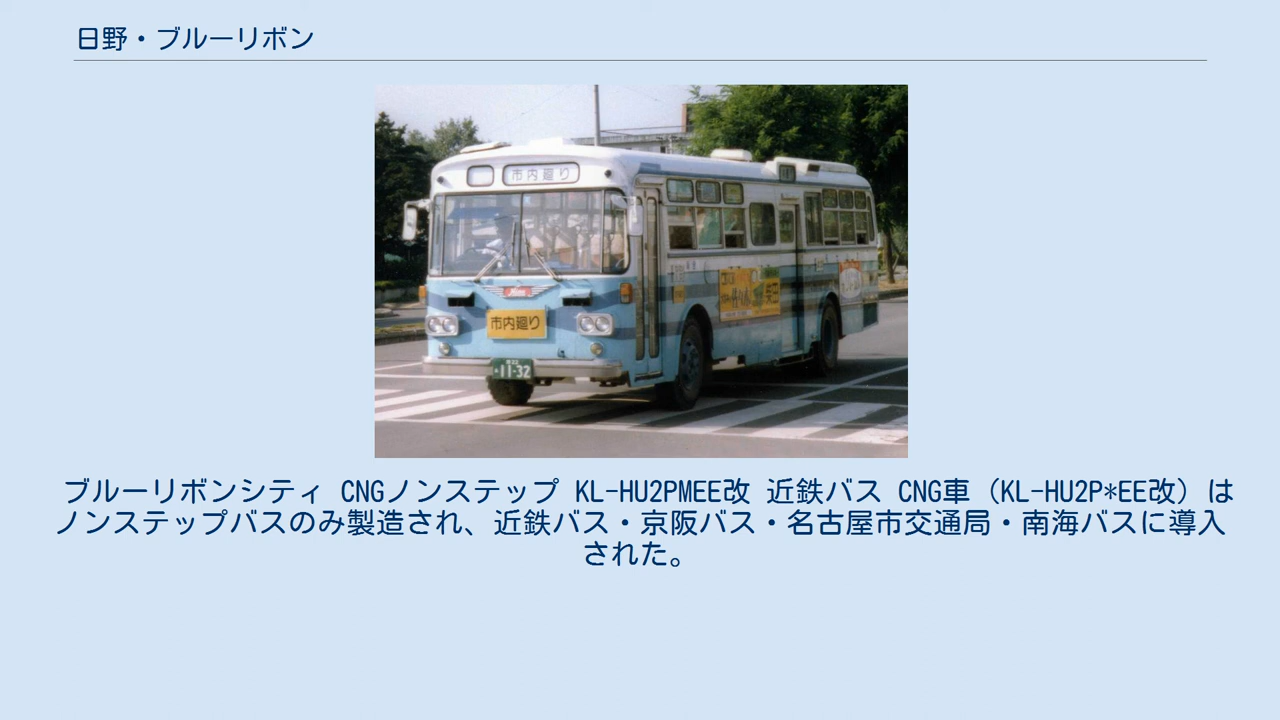 日野・ブルーリボン
市内廻り
市内廻り
11-32
ブルーリボンシティ CNGノンステップ KL-HU2PMEE改 近鉄バス CNG車（KL-HU2P*EE改）は
ノンステップバスのみ製造され、近鉄バス・京阪バス・名古屋市交通局・南海バスに導入
された。